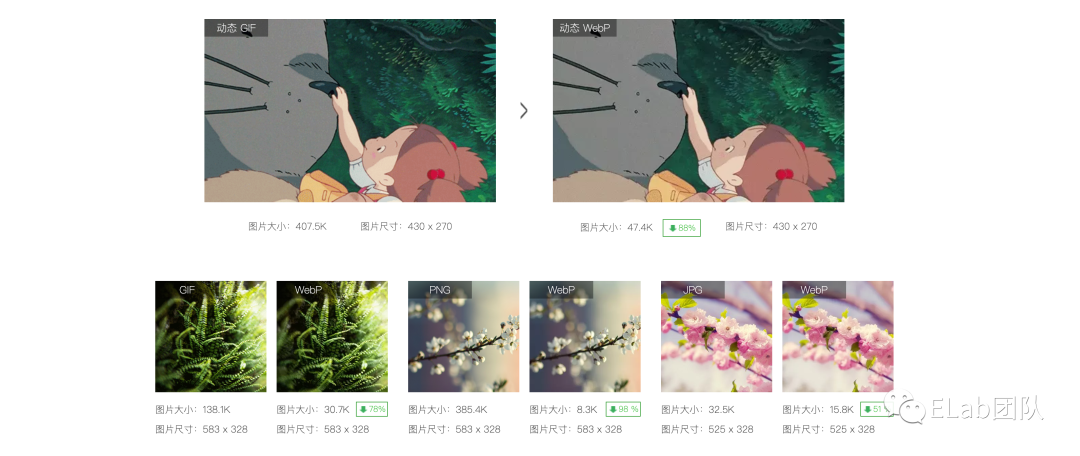 动态 GIF
动态 WebP
图片大小：407.5K 图片尺寸：430 x 270
图片大小：47.4K 88% 图片尺寸：430 x 270
GIF
WebP
PNG
WebP
JPG
WebP
图片大小：138.1K
图片尺寸：583 x 328
图片大小：30.7K 78%
图片尺寸：583 x 328
图片大小：385.4K
图片尺寸：583 x 328
图片大小：8.3K 98 %
图片尺寸：583 x 328
图片大小：32.5K
图片尺寸：525 x 328
图片大小：15.8K 51
图片尺寸：525 x 328
ELab团队